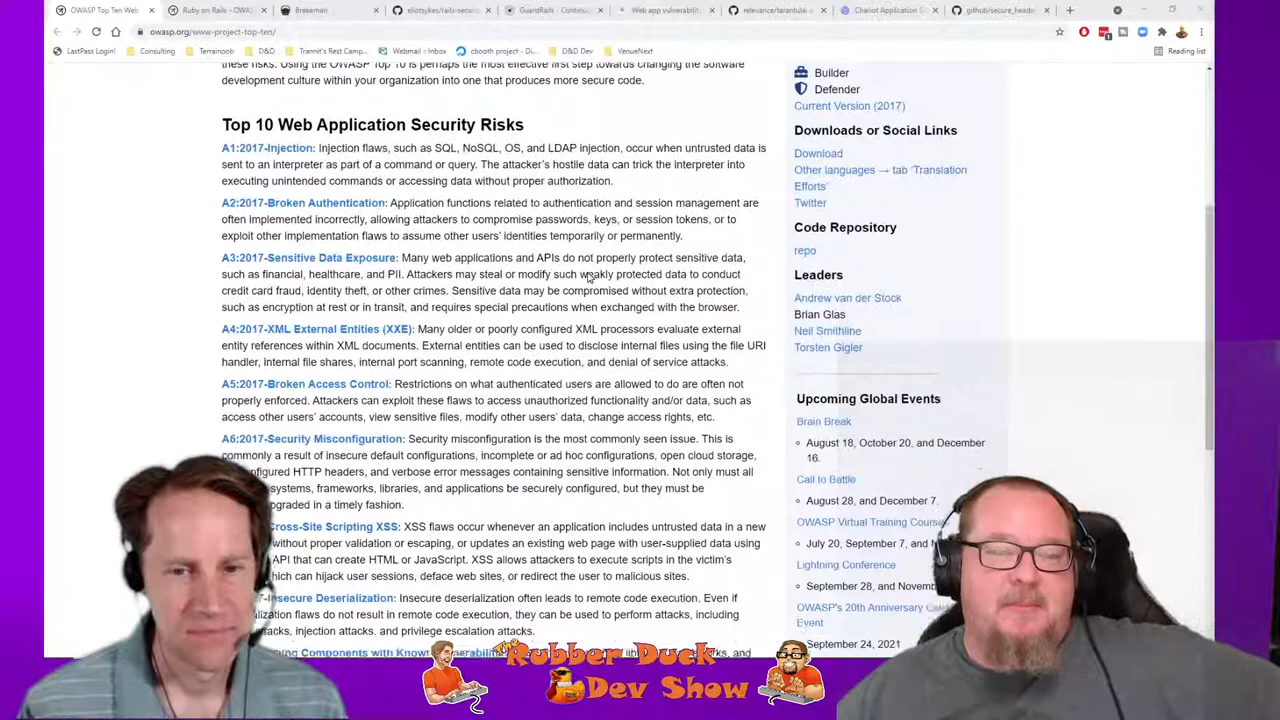 OWASP Top Ten Web
Ruby on Rails - OWAS
Brakeman
eliotsykes/rails-securi
GuardRails - Continuo
Web app vulnerabilit
relevance/tarantula
Chariot Application S
github/secure_heade
owasp.org/www-project-top-ten/
LastPass Login!
Consulting
Terrainoob
D&D
Trannit's Rest Camp...
Webmail :: Inbox
cbooth project - Di...
D&D Dev
VenueNext
Reading list
these risks. Using the OWASP Top 10 is perhaps the most effective first step towards changing the software
development culture within your organization into one that produces more secure code.
Top 10 Web Application Security Risks
A1:2017-Injection: Injection flaws, such as SQL, NoSQL, OS, and LDAP injection, occur when untrusted data is
sent to an interpreter as part of a command or query. The attacker's hostile data can trick the interpreter into
executing unintended commands or accessing data without proper authorization.
A2:2017-Broken Authentication: Application functions related to authentication and session management are
often implemented incorrectly, allowing attackers to compromise passwords, keys, or session tokens, or to
exploit other implementation flaws to assume other users' identities temporarily or permanently.
A3:2017-Sensitive Data Exposure: Many web applications and APIs do not properly protect sensitive data,
such as financial, healthcare, and PII. Attackers may steal or modify such weakly protected data to conduct
credit card fraud, identity theft, or other crimes. Sensitive data may be compromised without extra protection,
such as encryption at rest or in transit, and requires special precautions when exchanged with the browser.
A4:2017-XML External Entities (XXE): Many older or poorly configured XML processors evaluate external
entity references within XML documents. External entities can be used to disclose internal files using the file URI
handler, internal file shares, internal port scanning, remote code execution, and denial of service attacks.
A5:2017-Broken Access Control: Restrictions on what authenticated users are allowed to do are often not
properly enforced. Attackers can exploit these flaws to access unauthorized functionality and/or data, such as
access other users' accounts, view sensitive files, modify other users' data, change access rights, etc.
A6:2017-Security Misconfiguration: Security misconfiguration is the most commonly seen issue. This is
commonly a result of insecure default configurations, incomplete or ad hoc configurations, open cloud storage,
nfigured HTTP headers, and verbose error messages containing sensitive information. Not only must all
systems, frameworks, libraries, and applications be securely configured, but they must be
pgraded in a timely fashion.
Cross-Site Scripting XSS: XSS flaws occur whenever an application includes untrusted data in a new
without proper validation or escaping, or updates an existing web page with user-supplied data using
API that can create HTML or JavaScript. XSS allows attackers to execute scripts in the victim's
hich can hijack user sessions, deface web sites, or redirect the user to malicious sites.
7-Insecure Deserialization: Insecure deserialization often leads to remote code execution. Even if
lization flaws do not result in remote code execution, they can be used to perform attacks, including
tacks, injection attacks, and privilege escalation attacks.
Components with Know
Builder
Defender
Current Version (2017)
Downloads or Social Links
Download
Other languages → tab 'Translation
Efforts'
Twitter
Code Repository
repo
Leaders
Andrew van der Stock
Brian Glas
Neil Smithline
Torsten Gigler
Upcoming Global Events
Brain Break
August 18, October 20, and December
16.
Call to Battle
August 28, and December 7.
OWASP Virtual Training Course
July 20, September 7, and N
Lightning Conference
September 28, and Novem
OWASP's 20th Anniversary
Event
September 24, 2021
The Rubber Duck
Dev Show